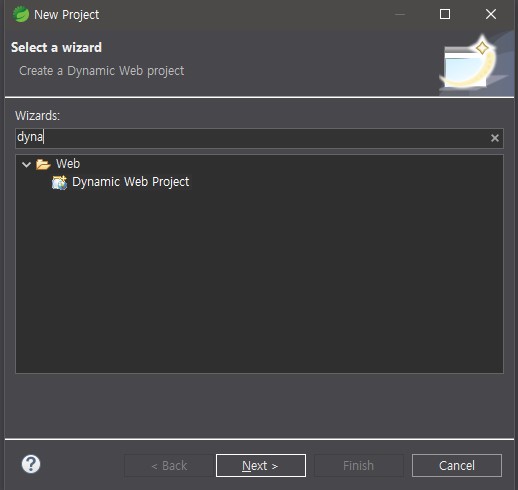 New Project
Select a wizard
Create a Dynamic Web project
Wizards:
dyna
Web
Dynamic Web Project
< Back
Next >
Finish
Cancel